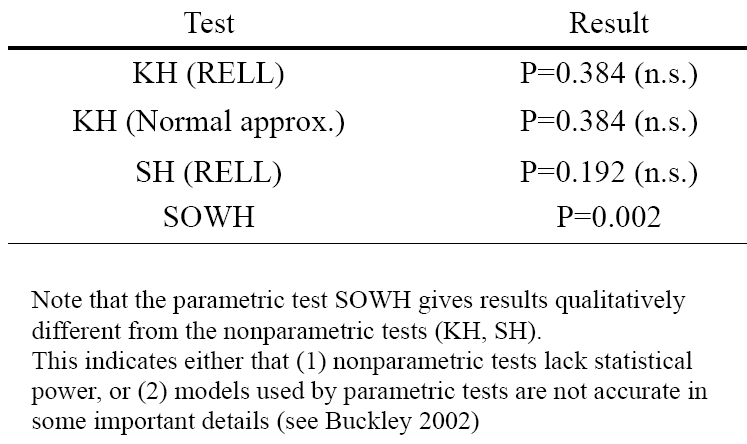 Test Result
KH (RELL) P=0.384 (n.s.)
KH (Normal approx.) P=0.384 (n.s.)
SH (RELL) P=0.192 (n.s.)
SOWH P=0.002
Note that the parametric test SOWH gives results qualitatively
different from the nonparametric tests (KH, SH).
This indicates either that (1) nonparametric tests lack statistical
power, or (2) models used by parametric tests are not accurate in
some important details (see Buckley 2002)